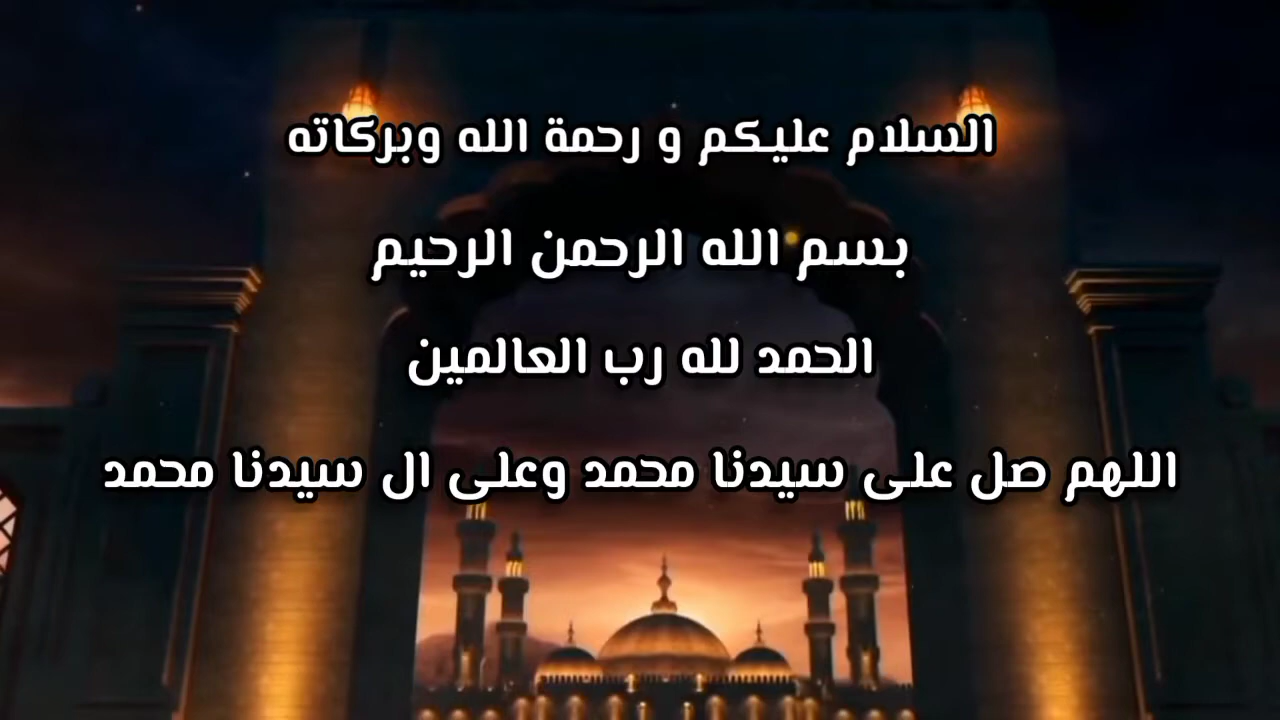 السلام عليكم و رحمة الله وبركاته
بسم الله الرحمن الرحيم
الحمد لله رب العالمين
اللهم صل على سيدنا محمد وعلى ال سيدنا محمد